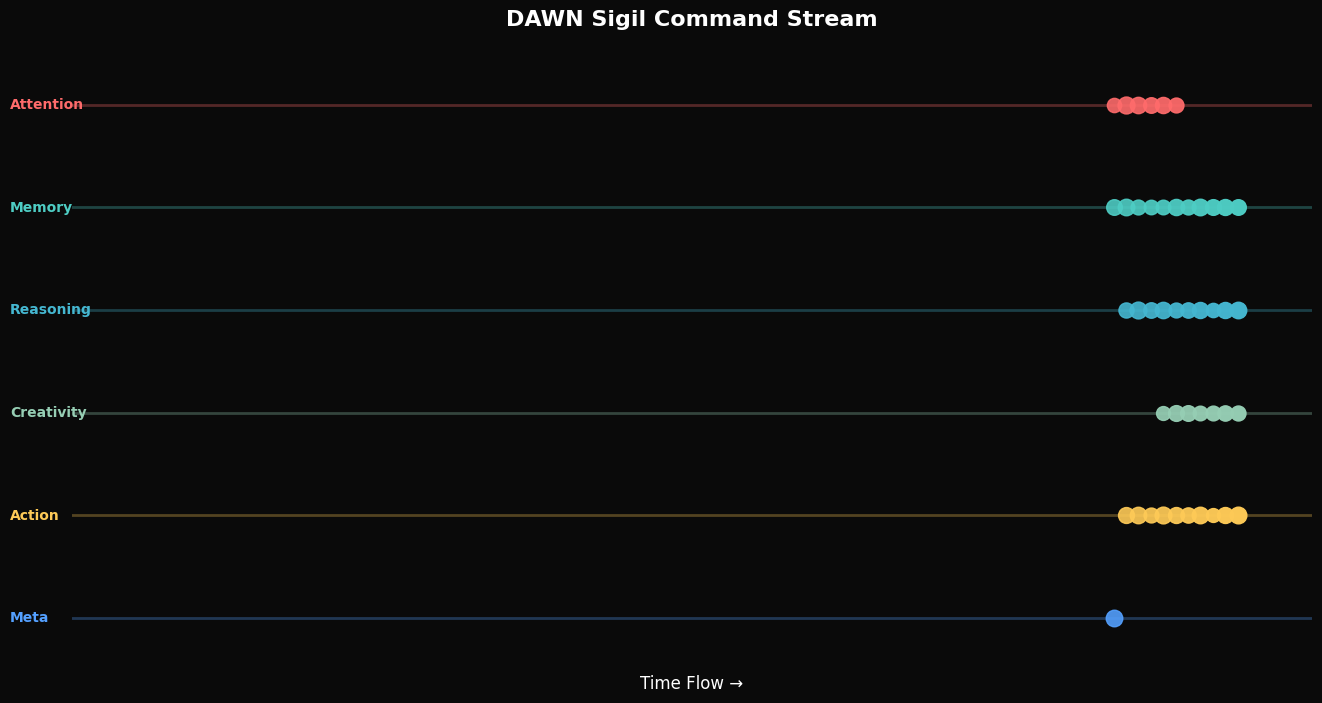 DAWN Sigil Command Stream
Attention
Memory
Reasoning
Creativity
Action
Meta
Time Flow →